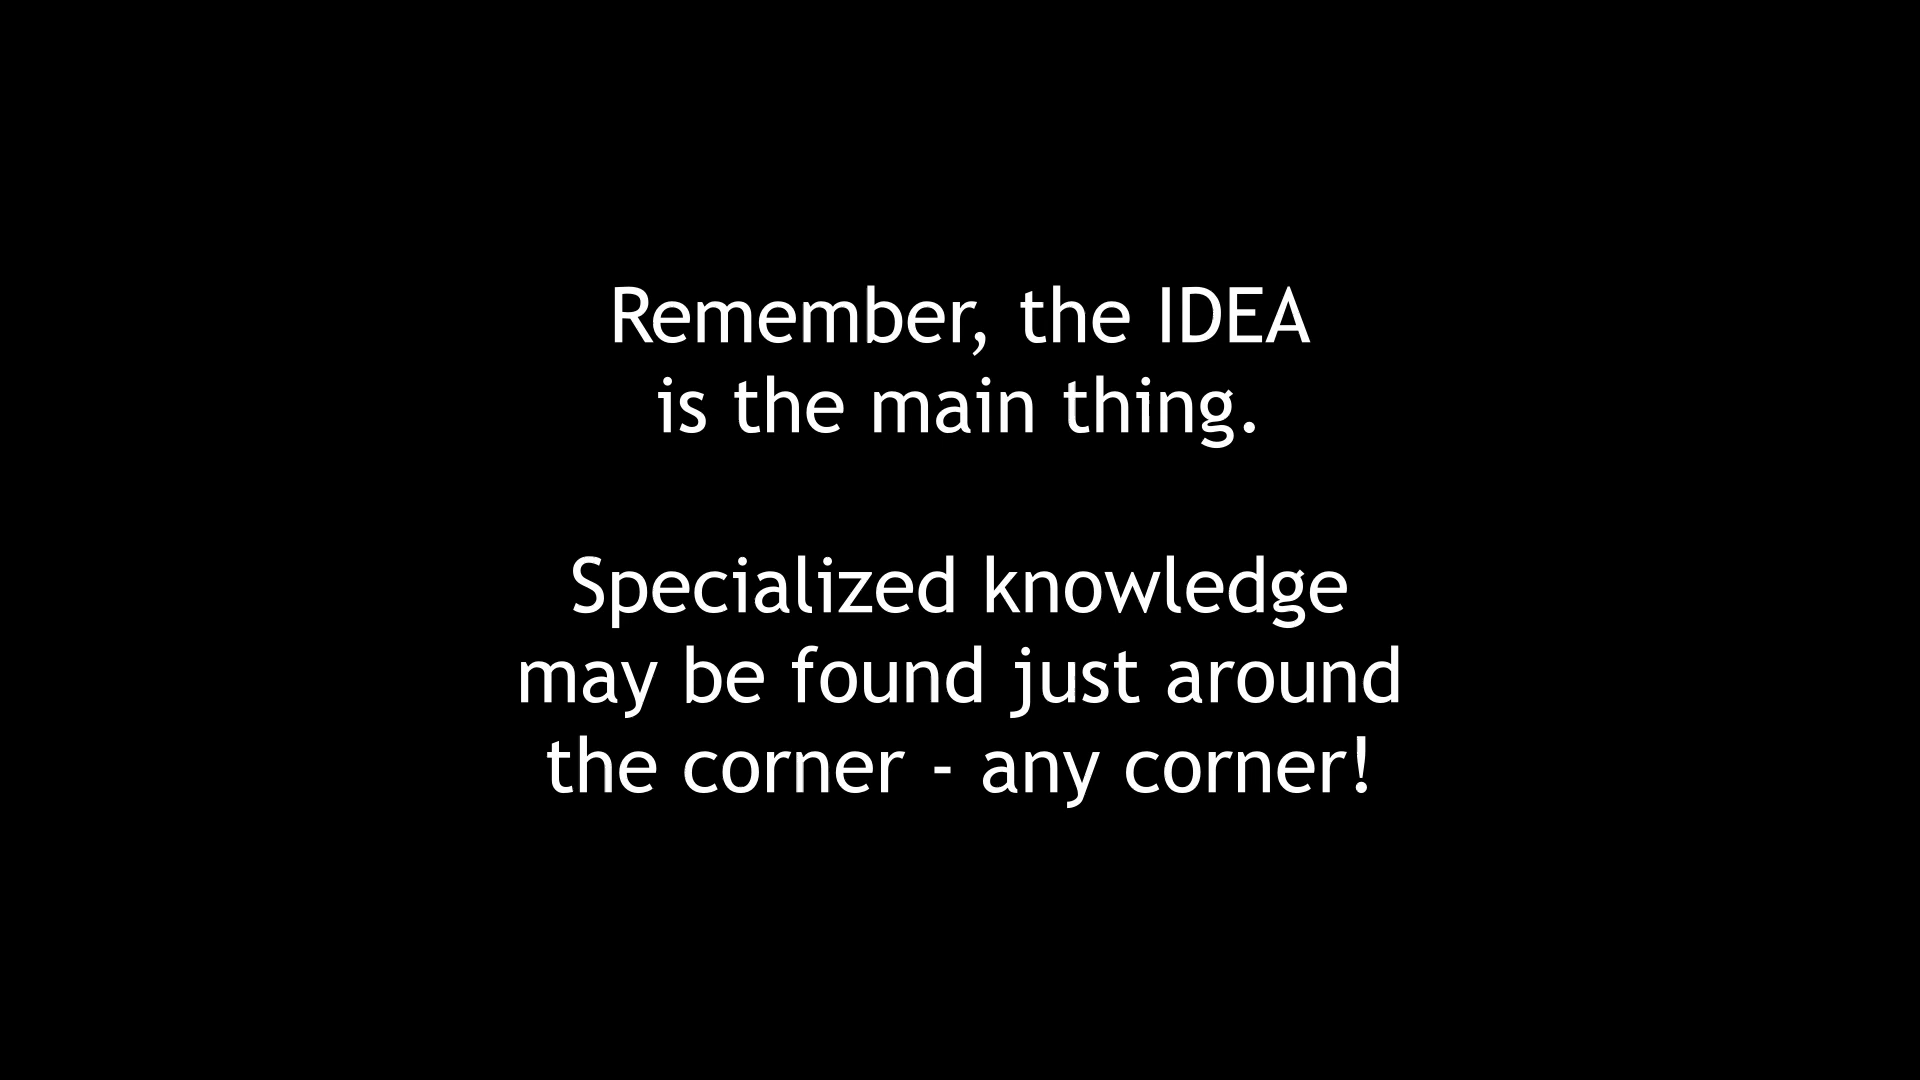 Remember, the IDEA
is the main thing.
Specialized knowledge
may be found just around
the corner - any corner!